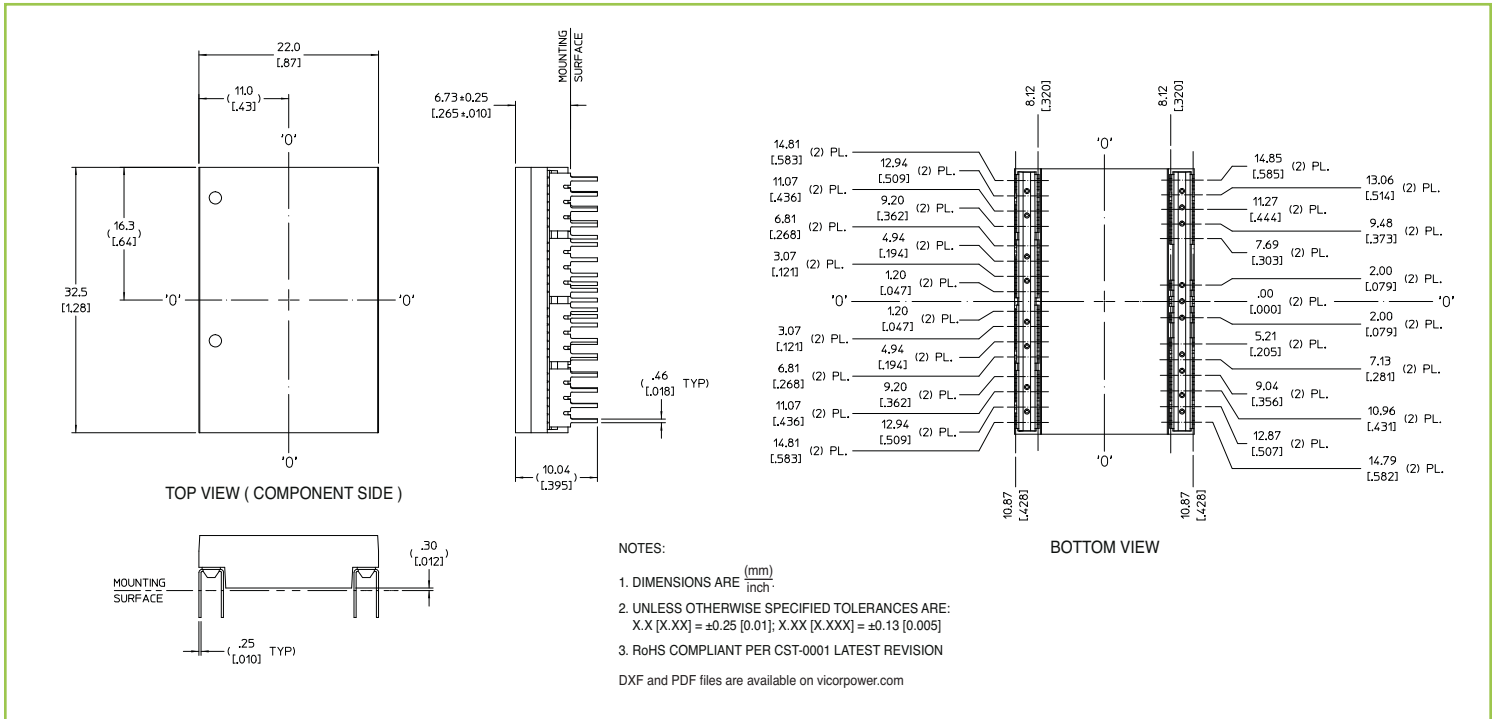 22.0
[.87]
11.0
[.43]
( )
'0'
16.3
[.64]
( )
32.5
[1.28]
'0'
'0'
'0'
TOP VIEW ( COMPONENT SIDE )
MOUNTING
SURFACE
6.73±0.25
[.265±.010]
.46
[.018]
( TYP)
10.04
[.395]
( )
MOUNTING
SURFACE
.30
[.012]
( )
.25
[.010]
( TYP)
8.12
[.320]
8.12
[.320]
'0'
14.81
[.583] (2) PL.
12.94
[.509] (2) PL.
11.07
[.436] (2) PL.
9.20
[.362] (2) PL.
6.81
[.268] (2) PL.
4.94
[.194] (2) PL.
3.07
[.121] (2) PL.
1.20
[.047] (2) PL.
'0'
1.20
[.047] (2) PL.
3.07
[.121] (2) PL.
4.94
[.194] (2) PL.
6.81
[.268] (2) PL.
9.20
[.362] (2) PL.
11.07
[.436] (2) PL.
12.94
[.509] (2) PL.
14.81
[.583] (2) PL.
14.85
[.585] (2) PL.
13.06
[.514] (2) PL.
11.27
[.444] (2) PL.
9.48
[.373] (2) PL.
7.69
[.303] (2) PL.
2.00
[.079] (2) PL.
.00
[.000] (2) PL.
'0'
2.00
[.079] (2) PL.
5.21
[.205] (2) PL.
7.13
[.281] (2) PL.
9.04
[.356] (2) PL.
10.96
[.431] (2) PL.
12.87
[.507] (2) PL.
14.79
[.582] (2) PL.
'0'
10.87
[.428]
10.87
[.428]
BOTTOM VIEW
NOTES:
1. DIMENSIONS ARE (mm)
inch.
2. UNLESS OTHERWISE SPECIFIED TOLERANCES ARE:
X.X [X.XX] = ±0.25 [0.01]; X.XX [X.XXX] = ±0.13 [0.005]
3. RoHS COMPLIANT PER CST-0001 LATEST REVISION
DXF and PDF files are available on vicorpower.com